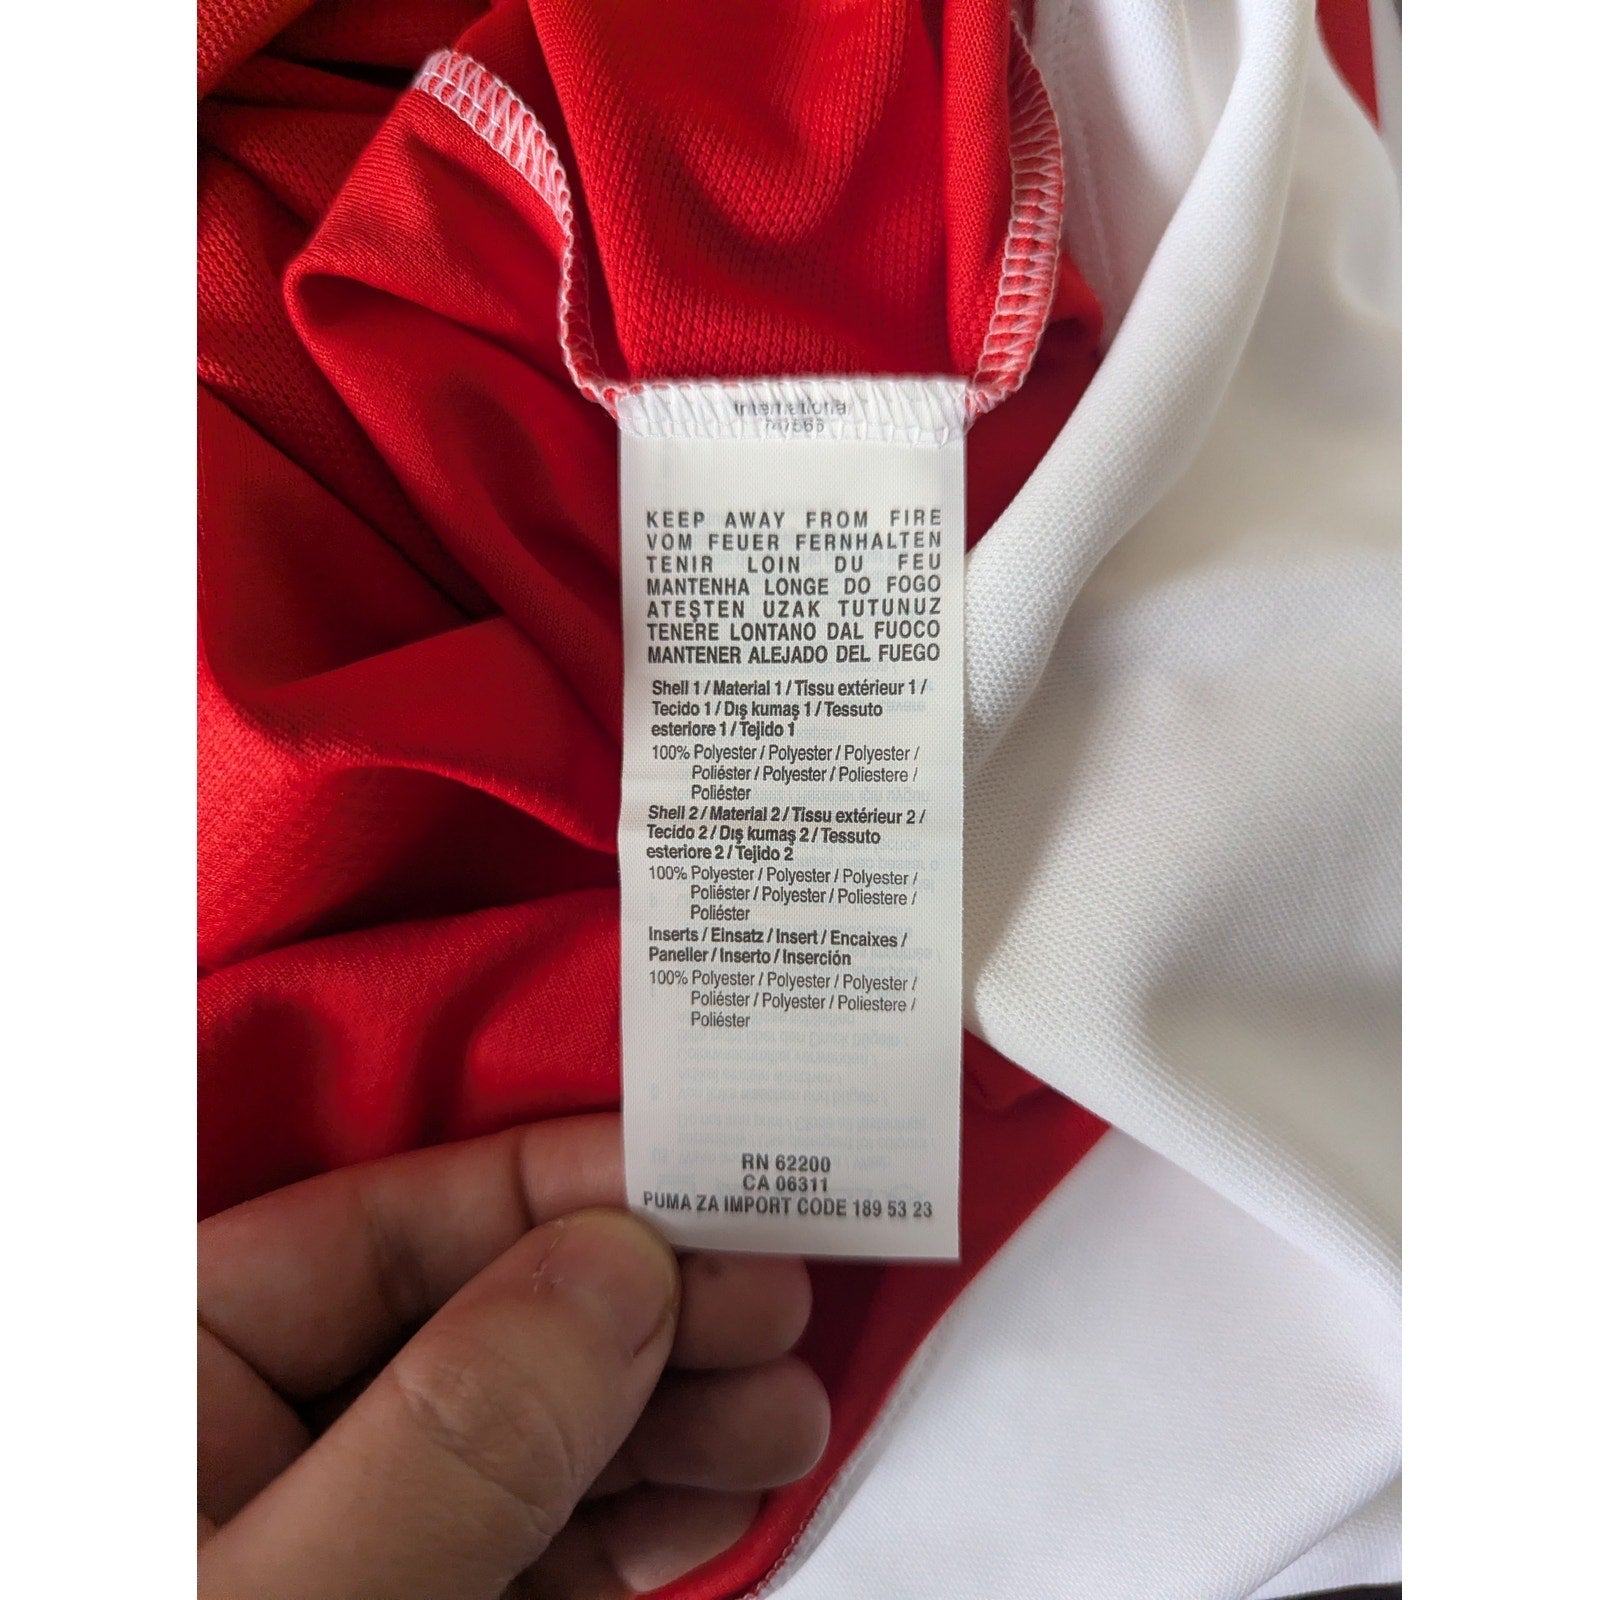 International
747566
KEEP AWAY FROM FIRE
VOM FEUER FERNHALTEN
TENIR LOIN DU FEU
MANTENHA LONGE DO FOGO
ATEŞTEN UZAK TUTUNUZ
TENERE LONTANO DAL FUOCO
MANTENER ALEJADO DEL FUEGO
Shell 1 / Material 1 / Tissu extérieur 1 /
Tecido 1 / Dış kumaş 1 / Tessuto
esteriore 1 / Tejido 1
100% Polyester / Polyester / Polyester /
Poliéster / Polyester / Poliestere /
Poliéster
Shell 2 / Material 2 / Tissu extérieur 2 /
Tecido 2 / Dış kumaş 2 / Tessuto
esteriore 2 / Tejido 2
100% Polyester / Polyester / Polyester /
Poliéster / Polyester / Poliestere /
Poliéster
Inserts / Einsatz / Insert / Encaixes /
Paneller / Inserto / Inserción
100% Polyester / Polyester / Polyester /
Poliéster / Polyester / Poliestere /
Poliéster
RN 62200
CA 06311
PUMA ZA IMPORT CODE 189 53 23